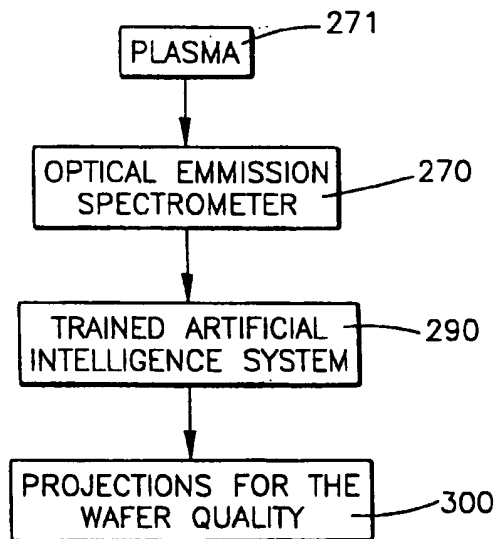 271
PLASMA
OPTICAL EMMISSION
SPECTROMETER
270
TRAINED ARTIFICIAL
INTELLIGENCE SYSTEM
290
PROJECTIONS FOR THE
WAFER QUALITY
300